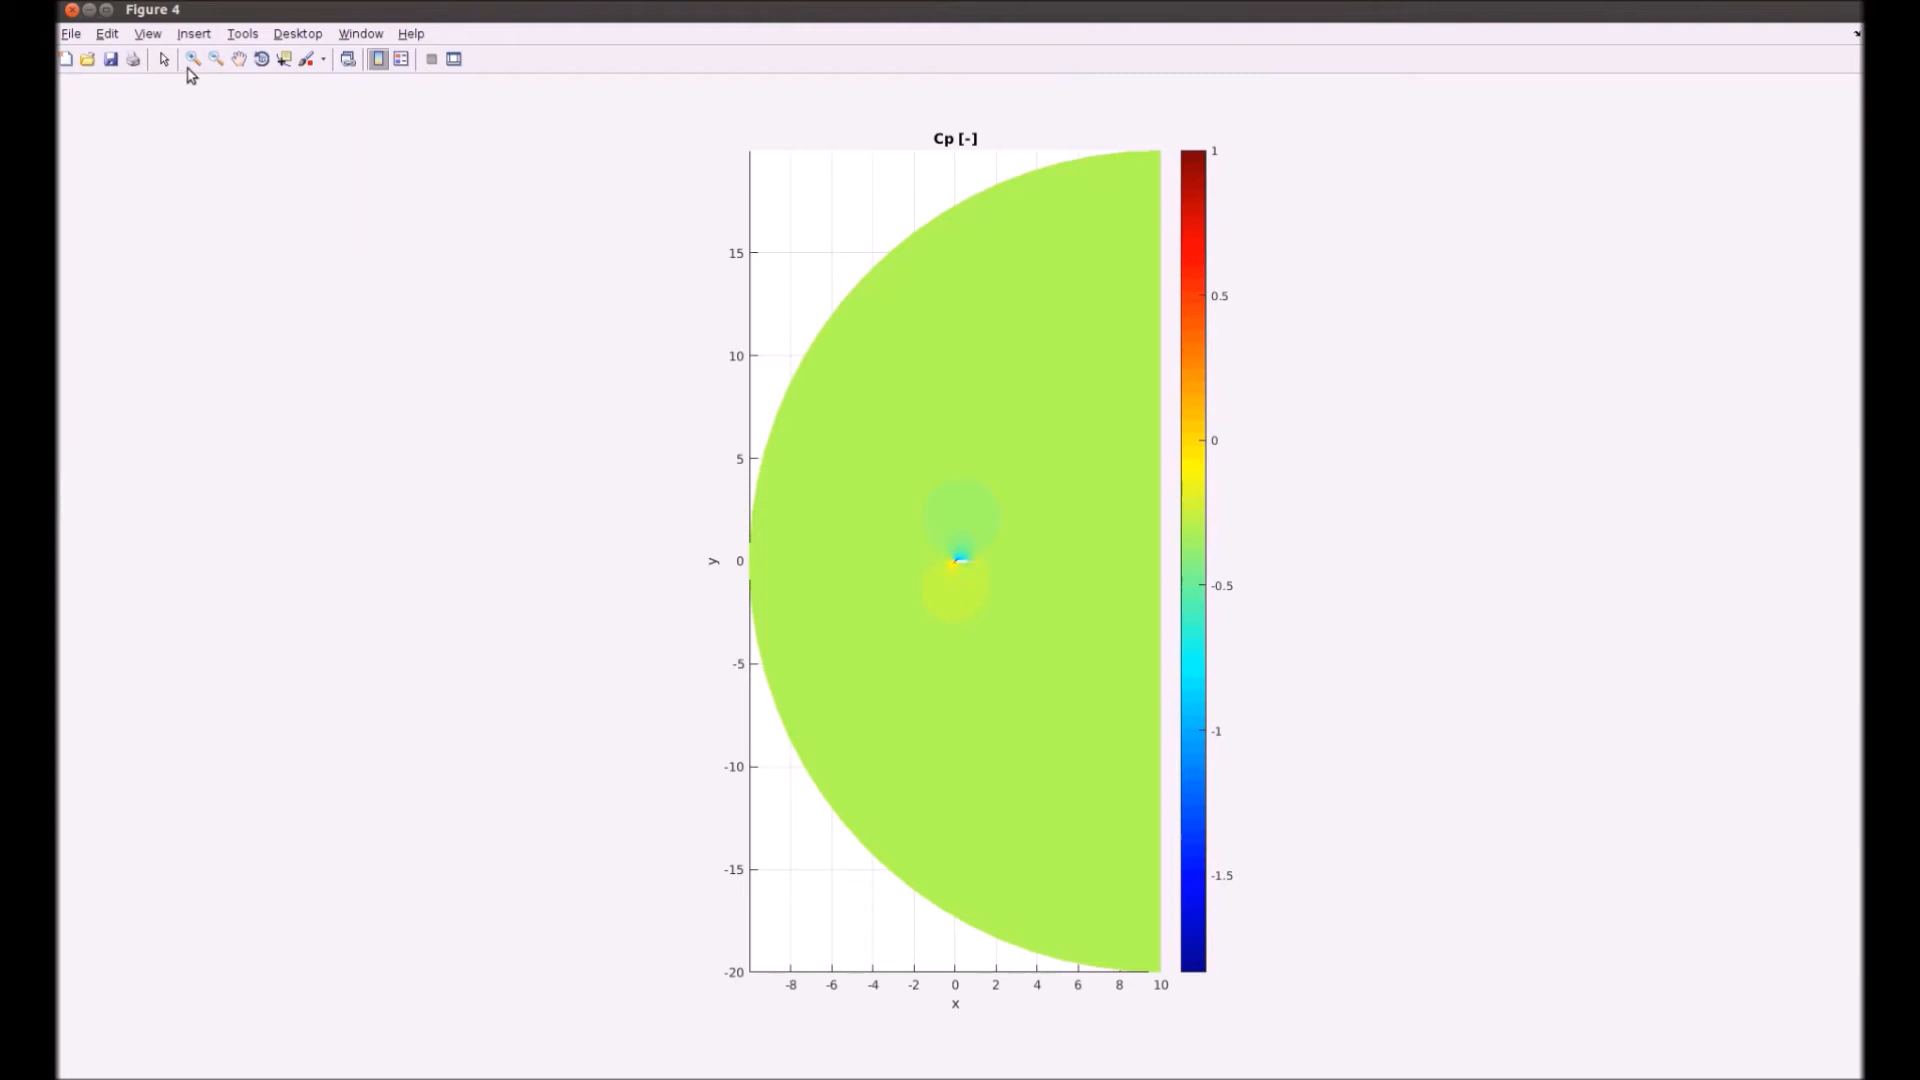 Figure 4
File Edit View Insert Tools Desktop Window Help
Cp [-]
1
0.5
0
-0.5
-1
-1.5
15
10
5
0
-5
-10
-15
-20
y
-8 -6 -4 -2 0 2 4 6 8 10
x